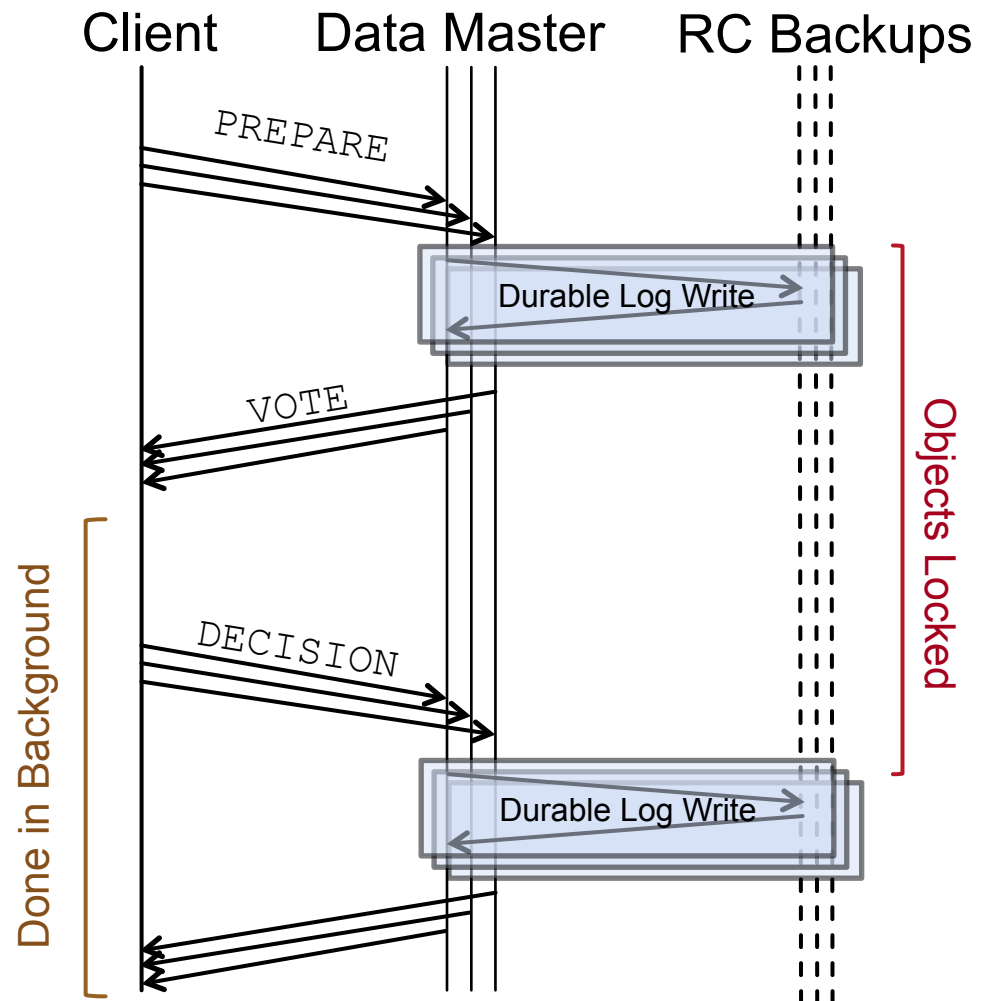 Client
Data Master
RC Backups
PREPARE
Durable Log Write
VOTE
Objects Locked
Done in Background
DECISION
Durable Log Write